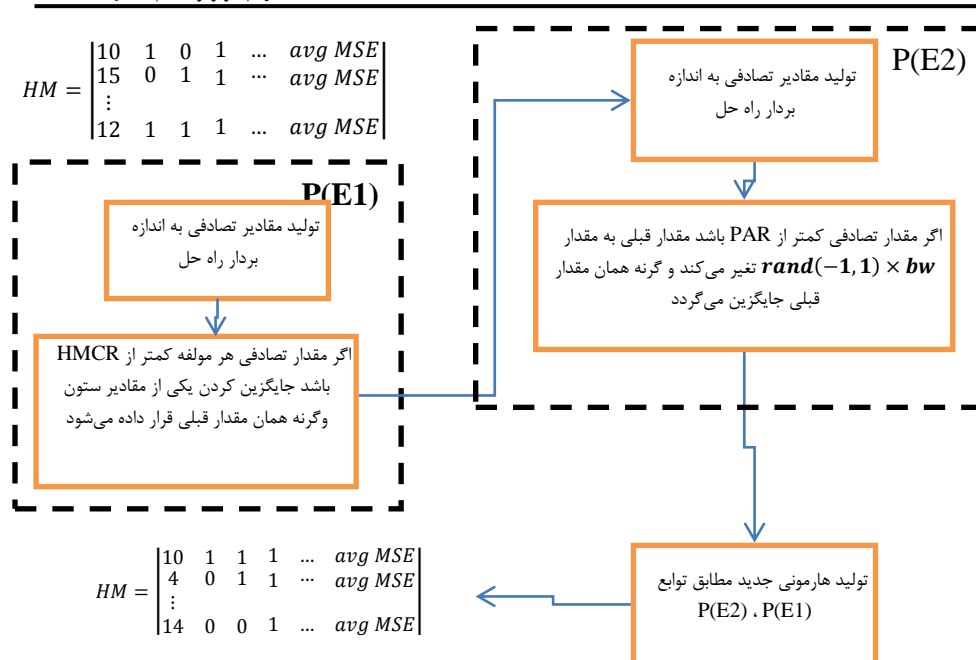 HM = |10 1 0 1 ... avg MSE|
|15 0 1 1 ... avg MSE|
⋮
|12 1 1 1 ... avg MSE|
P(E1)
تولید مقادیر تصادفی به اندازه
بردار راه حل
اگر مقدار تصادفی هر مولفه کمتر از HMCR
باشد جایگزین کردن یکی از مقادیر ستون
وگرنه همان مقدار قبلی قرار داده می‌شود
P(E2)
تولید مقادیر تصادفی به اندازه
بردار راه حل
اگر مقدار تصادفی کمتر از PAR باشد مقدار قبلی به مقدار
rand(−1,1) × bw تغیر می‌کند و گرنه همان مقدار
قبلی جایگزین می‌گردد
تولید هارمونی جدید مطابق توابع
P(E2) ، P(E1)
HM = |10 1 1 1 ... avg MSE|
|4 0 1 1 ... avg MSE|
⋮
|14 0 0 1 ... avg MSE|